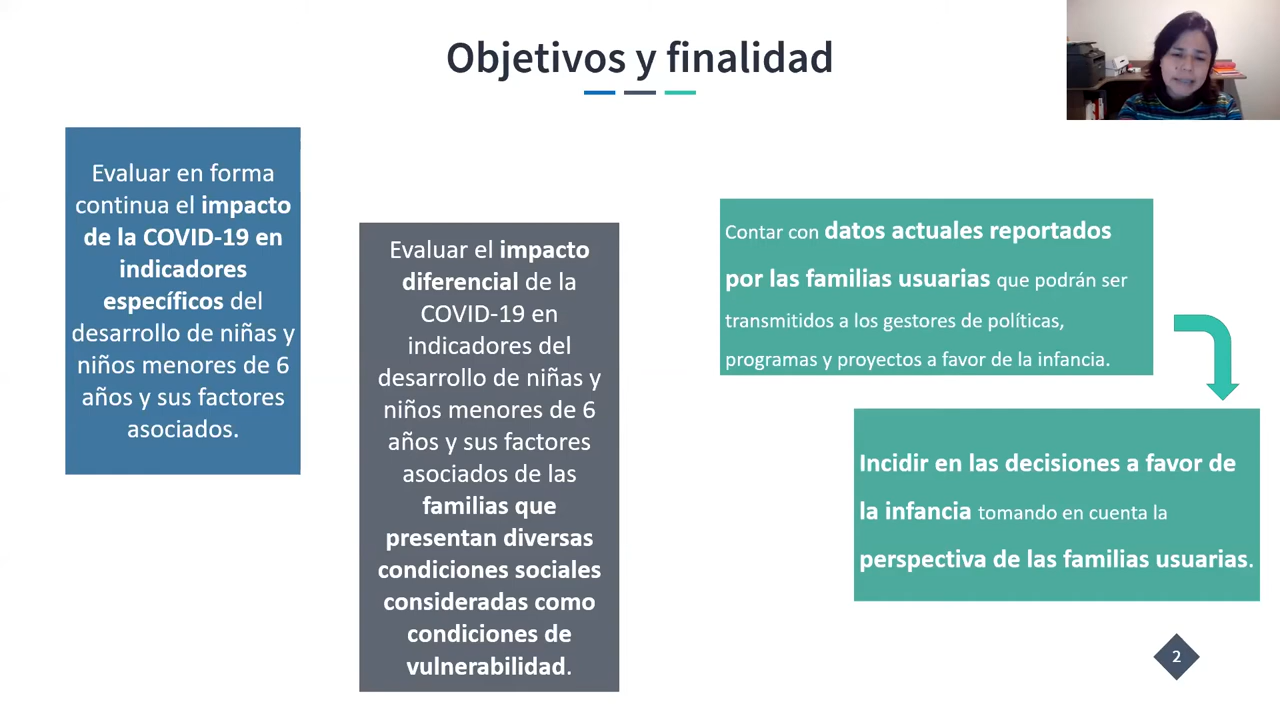 Objetivos y finalidad
Evaluar en forma
continua el impacto
de la COVID-19 en
indicadores
específicos del
desarrollo de niñas y
niños menores de 6
años y sus factores
asociados.
Evaluar el impacto
diferencial de la
COVID-19 en
indicadores del
desarrollo de niñas y
niños menores de 6
años y sus factores
asociados de las
familias que
presentan diversas
condiciones sociales
consideradas como
condiciones de
vulnerabilidad.
Contar con datos actuales reportados
por las familias usuarias que podrán ser
transmitidos a los gestores de políticas,
programas y proyectos a favor de la infancia.
Incidir en las decisiones a favor de
la infancia tomando en cuenta la
perspectiva de las familias usuarias.
2